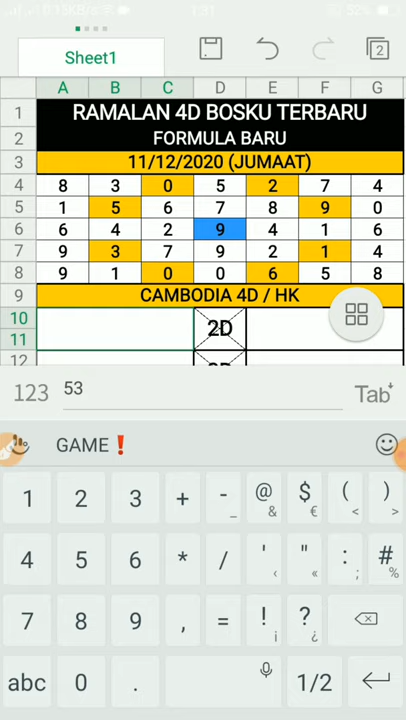 1:31
52%
Sheet1
2
A B C D E F G
1 RAMALAN 4D BOSKU TERBARU
2 FORMULA BARU
3 11/12/2020 (JUMAAT)
4 8 3 0 5 2 7 4
5 1 5 6 7 8 9 0
6 6 4 2 9 4 1 6
7 9 3 7 9 2 1 4
8 9 1 0 0 6 5 8
9 CAMBODIA 4D / HK
10 2D
11
12
123 53 Tab
GAME❗
1 2 3 + - _ @ & $ € ( < ) >
4 5 6 * / ' ‹ " « : ; # %
7 8 9 , = ! ¡ ? ¿
abc 0 . 1/2